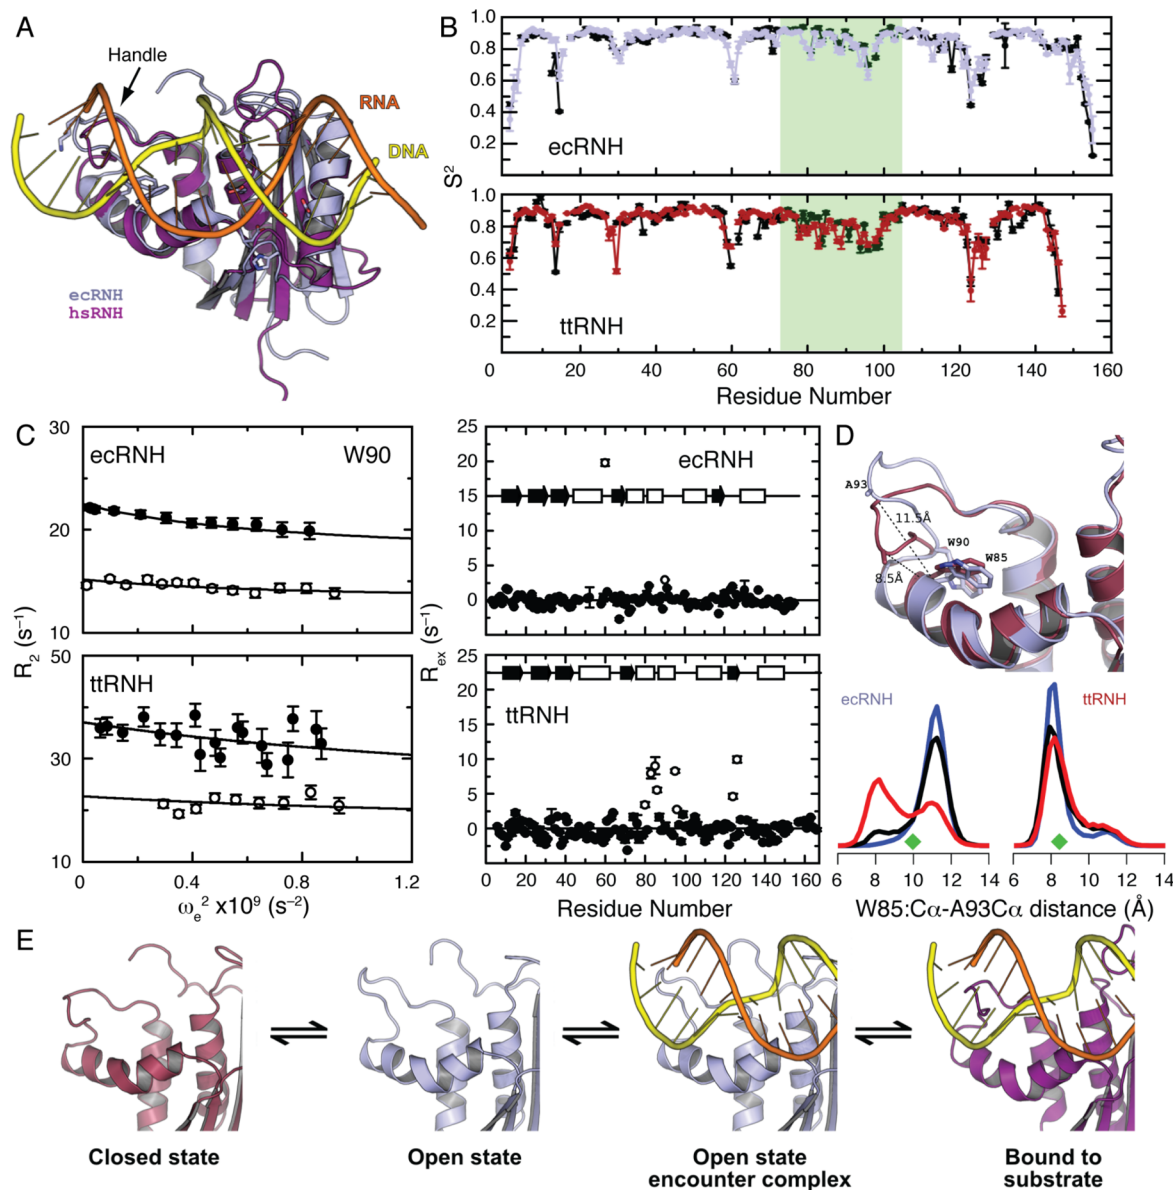 A
Handle
RNA
DNA
ecRNH
hsRNH
B
S²
1.0
0.8
0.6
0.4
0.2
ecRNH
1.0
0.8
0.6
0.4
0.2
ttRNH
0 20 40 60 80 100 120 140 160
Residue Number
C
R₂ (s⁻¹)
30
20
10
ecRNH W90
50
30
10
ttRNH
0 0.4 0.8 1.2
ωₑ² x10⁹ (s⁻²)
Rₑₓ (s⁻¹)
25
20
15
10
5
0
ecRNH
25
20
15
10
5
0
ttRNH
0 20 40 60 80 100 120 140 160
Residue Number
D
A93
11.5Å
W90
W85
8.5Å
ecRNH ttRNH
6 8 10 12 14 6 8 10 12 14
W85:Cα-A93Cα distance (Å)
E
Closed state
Open state
Open state
encounter complex
Bound to
substrate